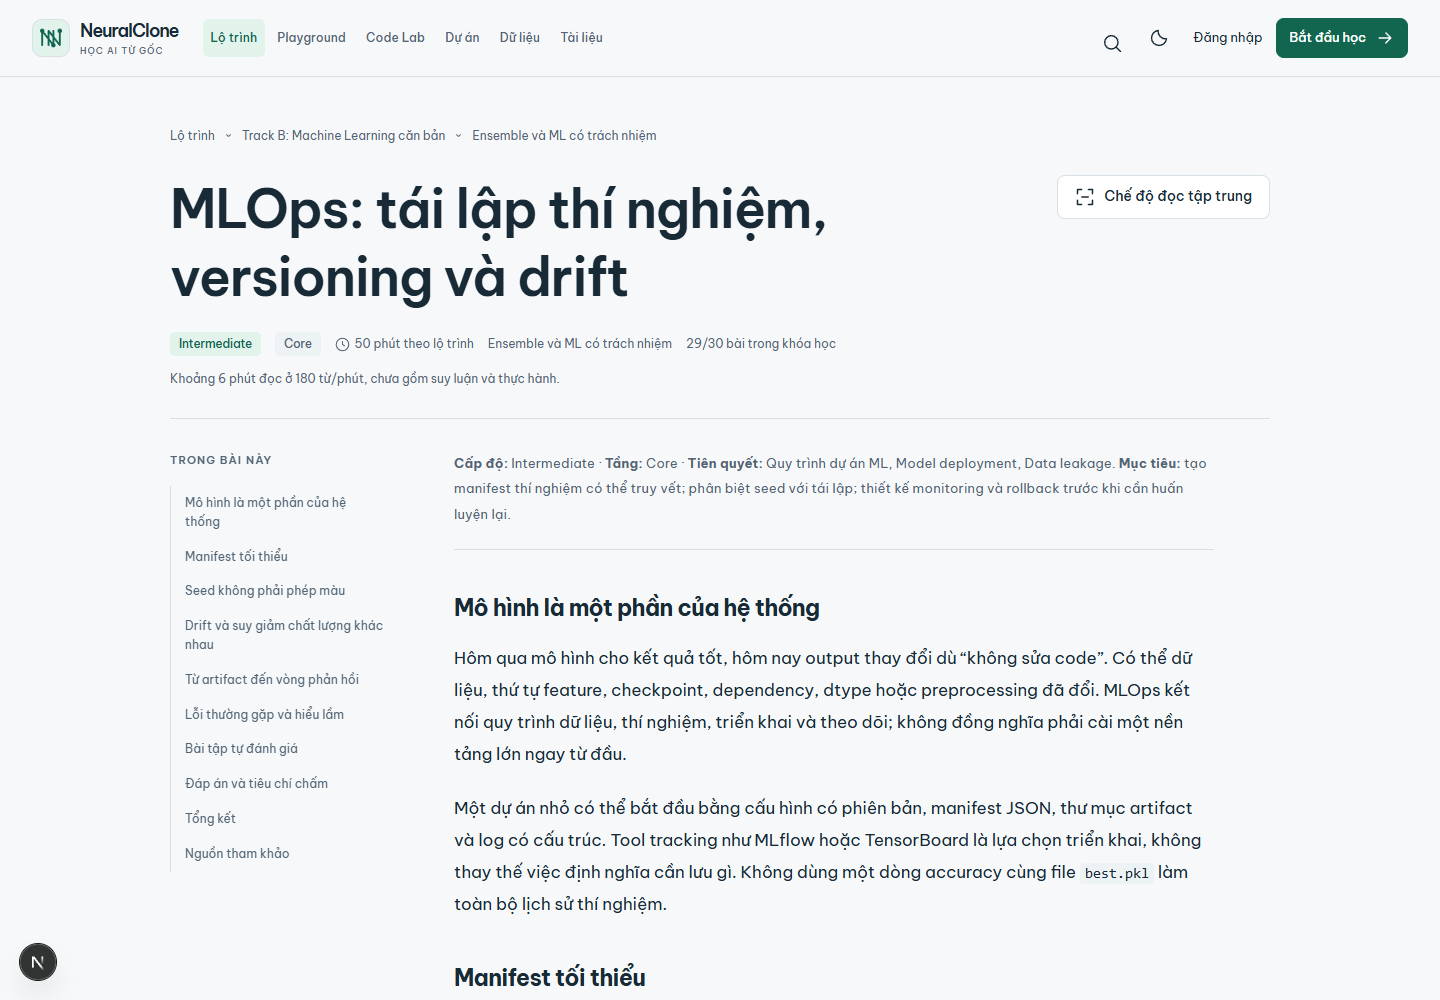 NeuralClone
HỌC AI TỪ GỐC
Lộ trình
Playground
Code Lab
Dự án
Dữ liệu
Tài liệu
Đăng nhập
Bắt đầu học
Lộ trình
Track B: Machine Learning căn bản
Ensemble và ML có trách nhiệm
MLOps: tái lập thí nghiệm,
versioning và drift
Chế độ đọc tập trung
Intermediate
Core
50 phút theo lộ trình
Ensemble và ML có trách nhiệm
29/30 bài trong khóa học
Khoảng 6 phút đọc ở 180 từ/phút, chưa gồm suy luận và thực hành.
TRONG BÀI NÀY
Mô hình là một phần của hệ
thống
Manifest tối thiểu
Seed không phải phép màu
Drift và suy giảm chất lượng khác
nhau
Từ artifact đến vòng phản hồi
Lỗi thường gặp và hiểu lầm
Bài tập tự đánh giá
Đáp án và tiêu chí chấm
Tổng kết
Nguồn tham khảo
Cấp độ: Intermediate · Tầng: Core · Tiên quyết: Quy trình dự án ML, Model deployment, Data leakage. Mục tiêu: tạo
manifest thí nghiệm có thể truy vết; phân biệt seed với tái lập; thiết kế monitoring và rollback trước khi cần huấn
luyện lại.
Mô hình là một phần của hệ thống
Hôm qua mô hình cho kết quả tốt, hôm nay output thay đổi dù “không sửa code”. Có thể dữ
liệu, thứ tự feature, checkpoint, dependency, dtype hoặc preprocessing đã đổi. MLOps kết
nối quy trình dữ liệu, thí nghiệm, triển khai và theo dõi; không đồng nghĩa phải cài một nền
tảng lớn ngay từ đầu.
Một dự án nhỏ có thể bắt đầu bằng cấu hình có phiên bản, manifest JSON, thư mục artifact
và log có cấu trúc. Tool tracking như MLflow hoặc TensorBoard là lựa chọn triển khai, không
thay thế việc định nghĩa cần lưu gì. Không dùng một dòng accuracy cùng file best.pkl làm
toàn bộ lịch sử thí nghiệm.
Manifest tối thiểu